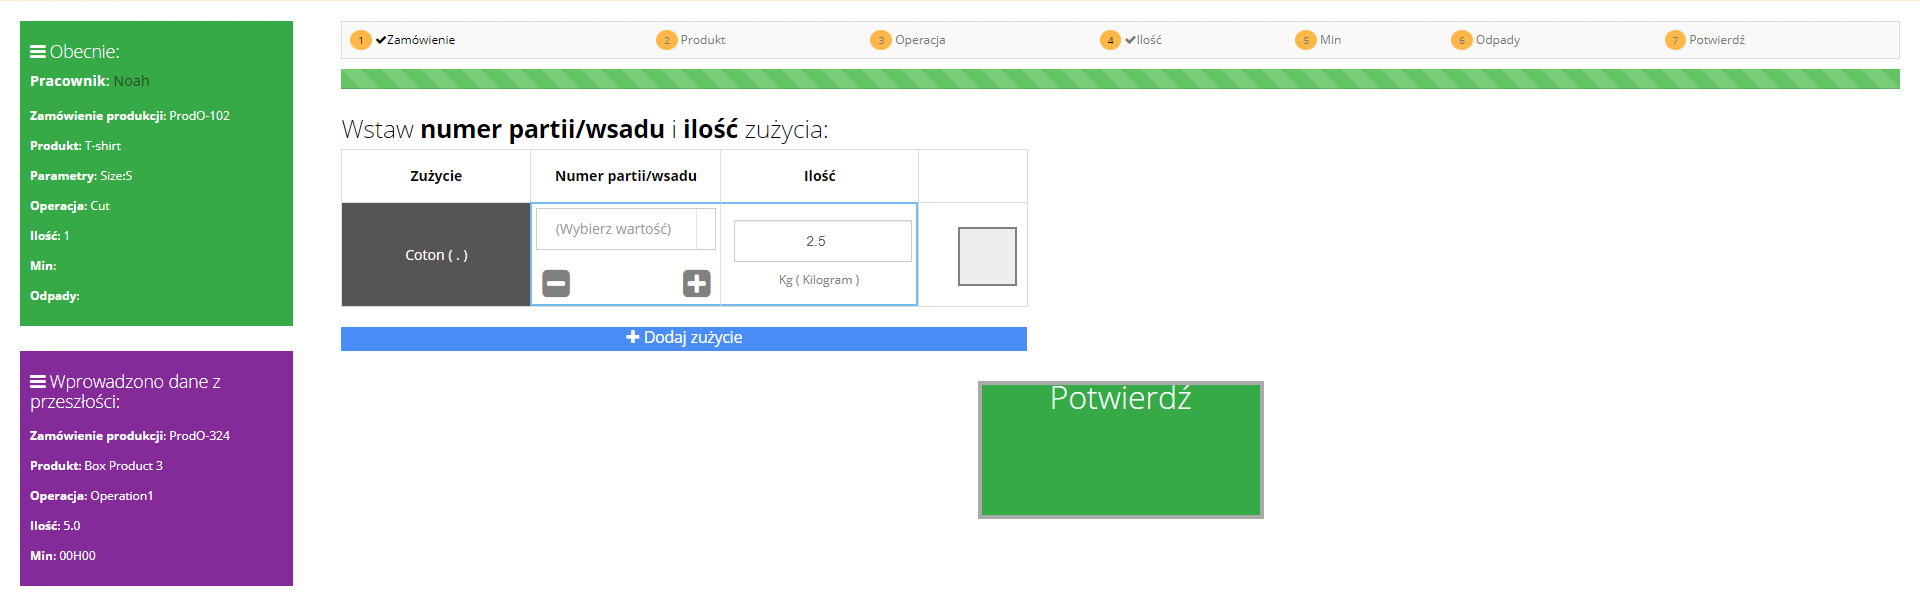 Obecnie:
Pracownik: Noah
Zamówienie produkcji: ProdO-102
Produkt: T-shirt
Parametry: Size:S
Operacja: Cut
Ilość: 1
Min:
Odpady:
Wprowadzono dane z
przeszłości:
Zamówienie produkcji: ProdO-324
Produkt: Box Product 3
Operacja: Operation1
Ilość: 5.0
Min: 00H00
1 Zamówienie 2 Produkt 3 Operacja 4 Ilość 5 Min 6 Odpady 7 Potwierdź
Wstaw numer partii/wsadu i ilość zużycia:
Zużycie Numer partii/wsadu Ilość
Coton ( . ) (Wybierz wartość) 2.5
Kg ( Kilogram )
Dodaj zużycie
Potwierdź